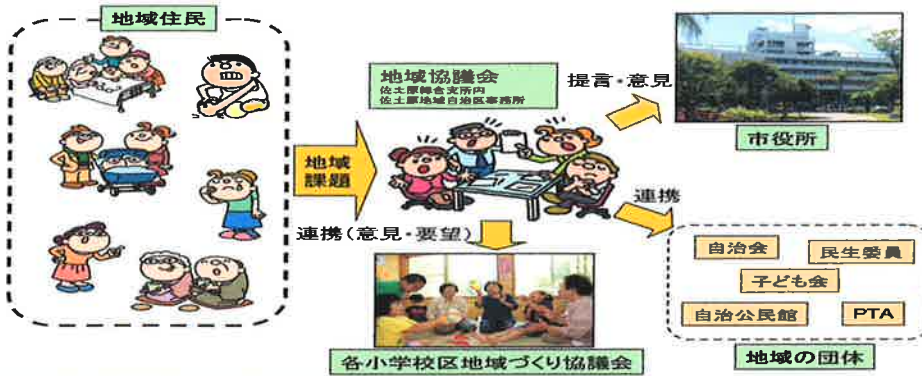 地域住民
地域協議会
佐土原総合支所内
佐土原地域自治区事務所
提言・意見
市役所
地域
課題
連携
連携(意見・要望)
自治会
民生委員
子ども会
自治公民館
PTA
各小学校区地域づくり協議会
地域の団体